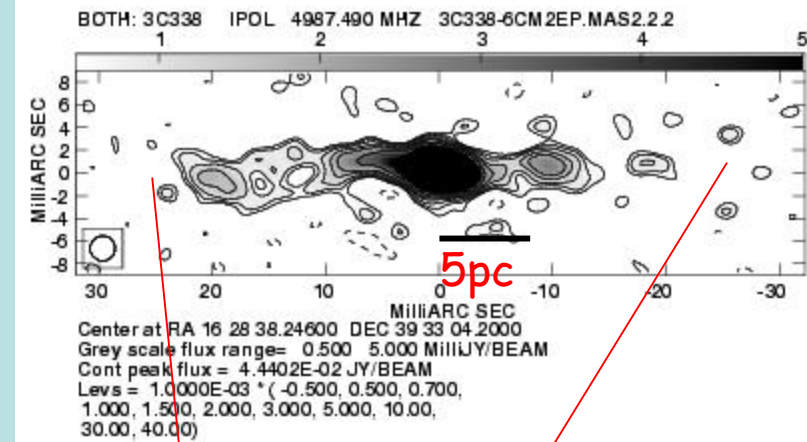 BOTH: 3C338 IPOL 4987.490 MHZ 3C338-6CM2EP.MAS2.2.2
1 2 3 4 5
8
6
4
2
0
-2
-4
-6
-8
MilliARC SEC
5pc
30 20 10 0 -10 -20 -30
MilliARC SEC
Center at RA 16 28 38.24600 DEC 39 33 04.2000
Grey scale flux range= 0.500 5.000 MilliJY/BEAM
Cont peak flux = 4.4402E-02 JY/BEAM
Levs = 1.0000E-03 * ( -0.500, 0.500, 0.700,
1.000, 1.500, 2.000, 3.000, 5.000, 10.00,
30.00, 40.00)